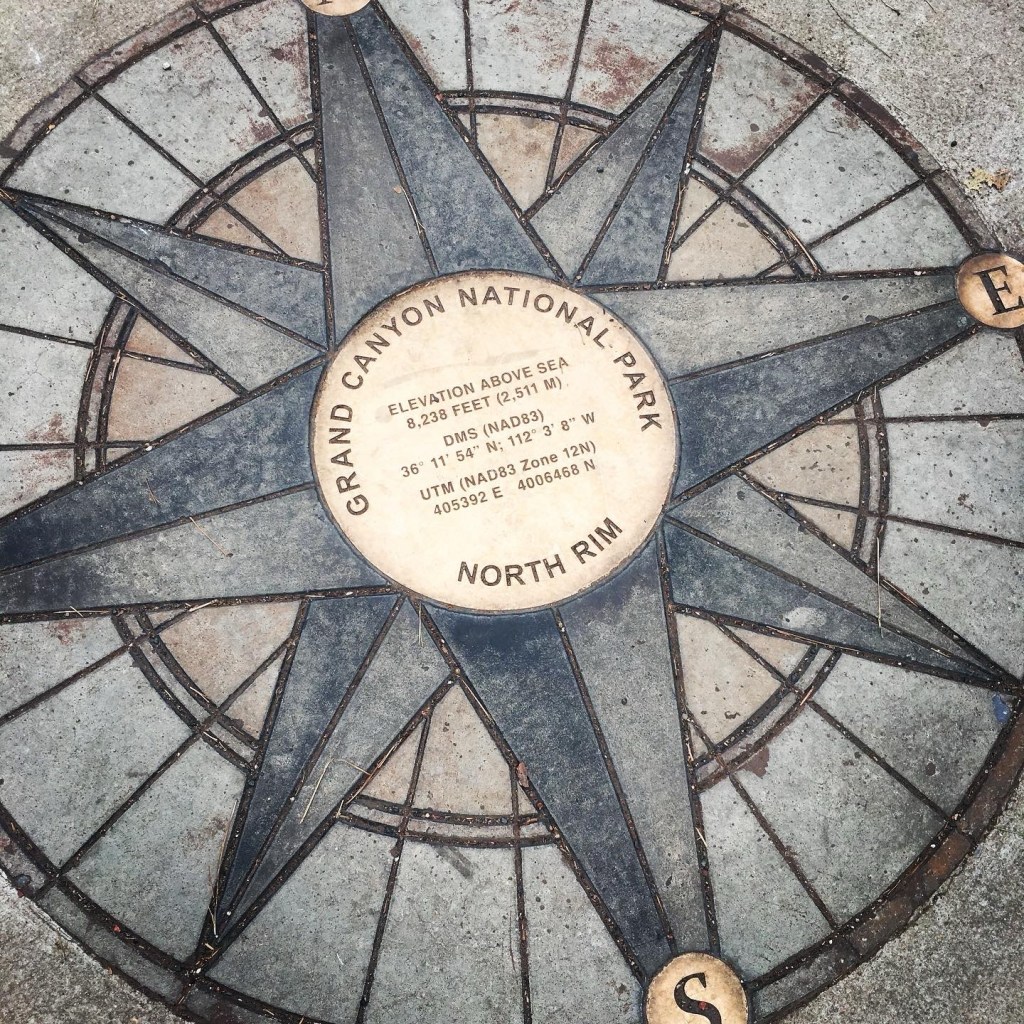 GRAND CANYON NATIONAL PARK
ELEVATION ABOVE SEA
8,238 FEET (2,511 M)
DMS (NAD83)
36° 11' 54" N; 112° 3' 8" W
UTM (NAD83 Zone 12N)
405392 E 4006468 N
NORTH RIM
E
S